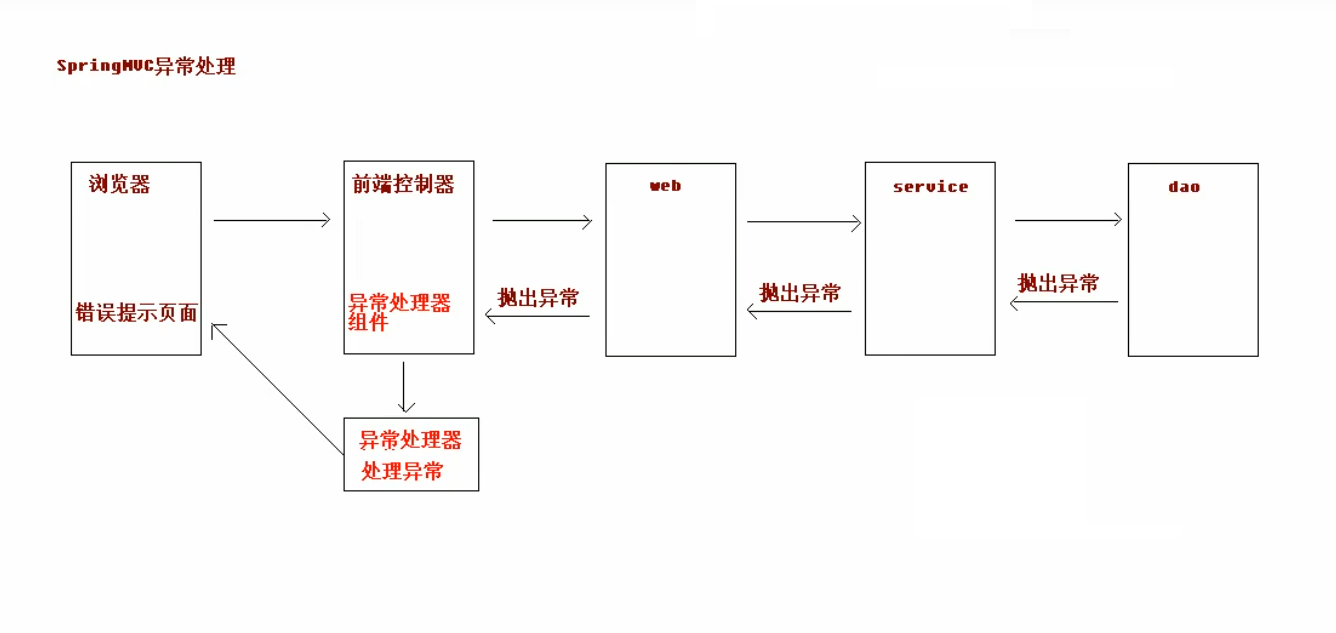 SpringMVC异常处理
浏览器
前端控制器
web
service
dao
错误提示页面
异常处理器
组件
抛出异常
抛出异常
抛出异常
异常处理器
处理异常